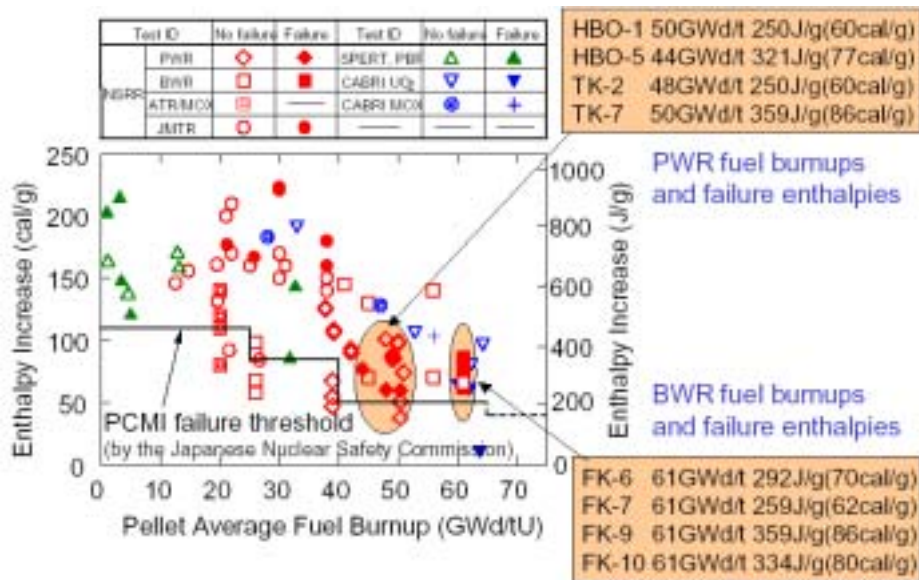 Test ID No failure Failure Test ID No failure Failure
NSRR PWR SPERT, PBF
BWR CABRI UO₂
ATR/MOX CABRI MOX
JMTR
HBO-1 50GWd/t 250J/g(60cal/g)
HBO-5 44GWd/t 321J/g(77cal/g)
TK-2 48GWd/t 250J/g(60cal/g)
TK-7 50GWd/t 359J/g(86cal/g)
PWR fuel burnups
and failure enthalpies
250
200
150
100
50
0
Enthalpy Increase (cal/g)
1000
800
600
400
200
0
Enthalpy Increase (J/g)
PCMI failure threshold
(by the Japanese Nuclear Safety Commission)
0 10 20 30 40 50 60 70
Pellet Average Fuel Burnup (GWd/tU)
BWR fuel burnups
and failure enthalpies
FK-6 61GWd/t 292J/g(70cal/g)
FK-7 61GWd/t 259J/g(62cal/g)
FK-9 61GWd/t 359J/g(86cal/g)
FK-10 61GWd/t 334J/g(80cal/g)